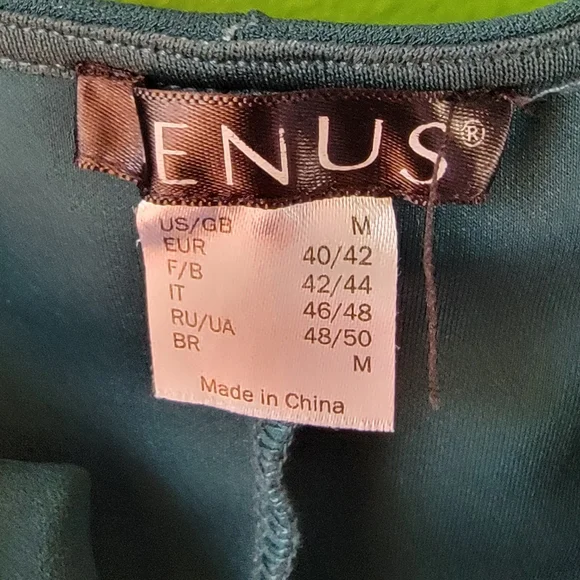 ENUS®
US/GB M
EUR 40/42
F/B 42/44
IT 46/48
RU/UA 48/50
BR M
Made in China